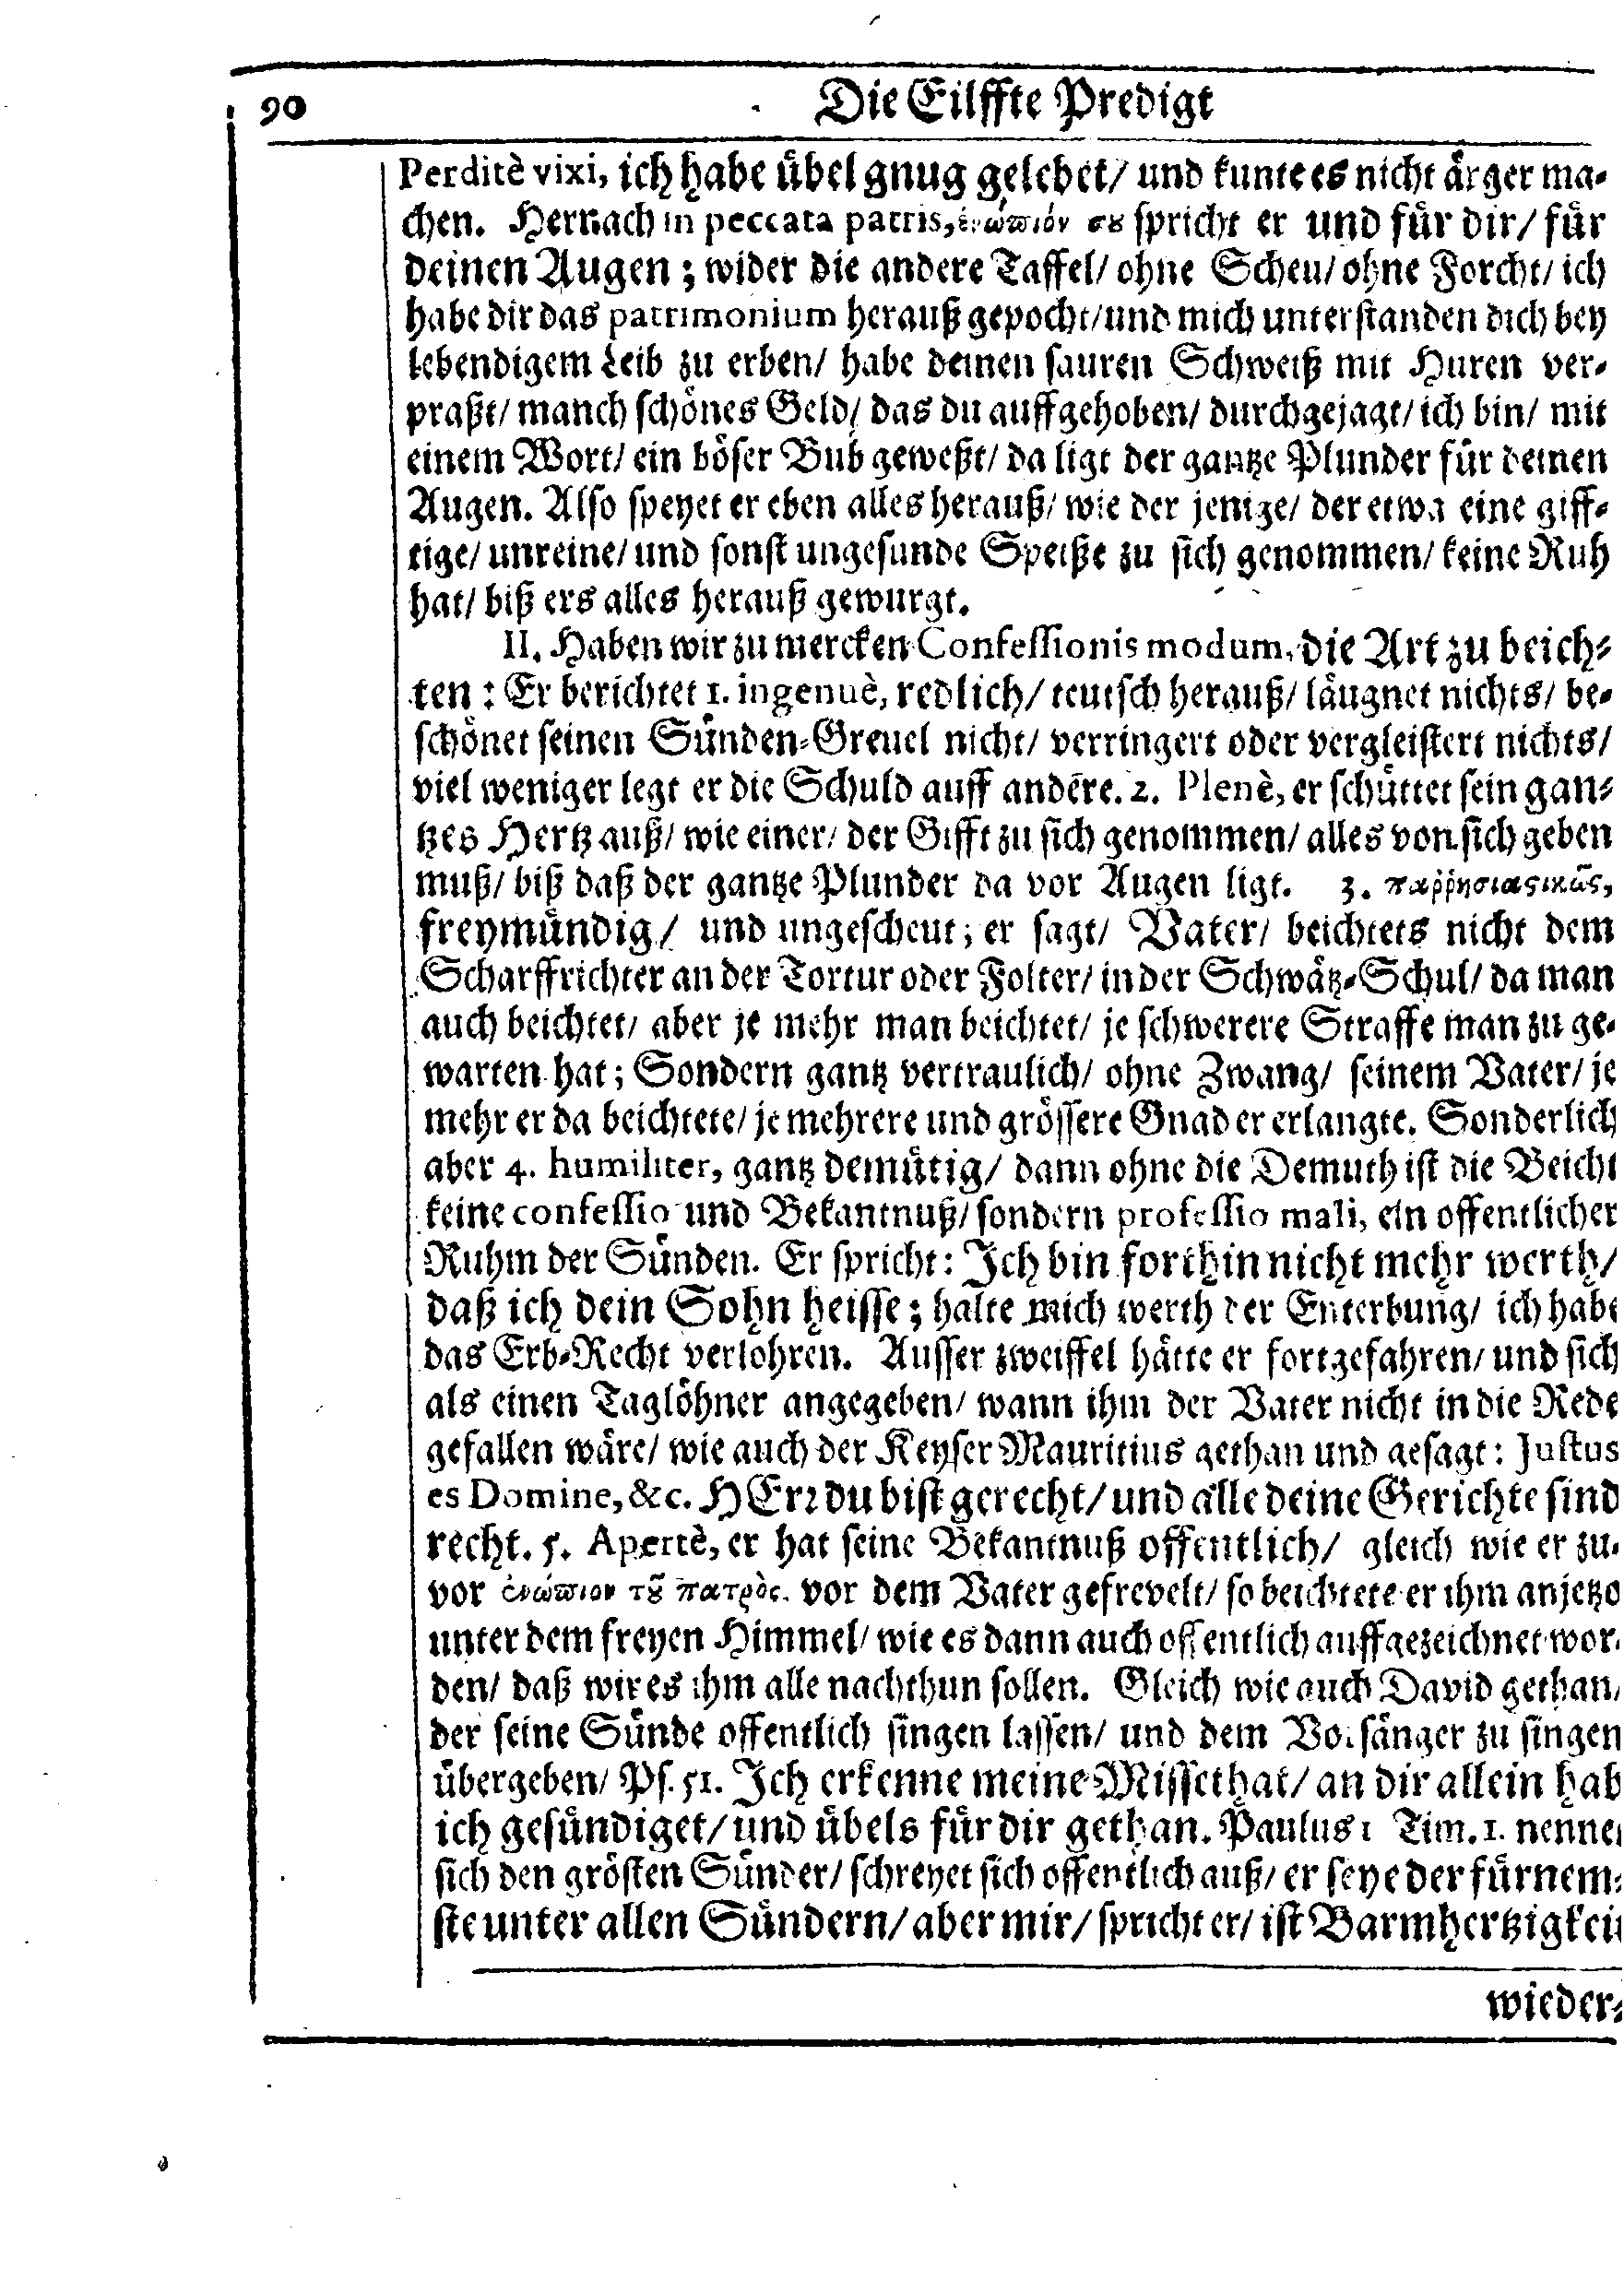 90 Die Eilffte Predigt
Perditè vixi, ich habe übel gnug gelebet/ und kunte es nicht ärger ma-
chen. Hernach in peccata patris, ἐνώπιόν σου spricht er und für dir/ für
deinen Augen; wider die andere Taffel/ ohne Scheu/ ohne Forcht/ ich
habe dir das patrimonium herauß gepocht/ und mich unterstanden dich bey
lebendigem Leib zu erben/ habe deinen sauren Schweiß mit Huren ver-
praßt/ manch schönes Geld/ das du auffgehoben/ durchgejagt/ ich bin/ mit
einem Wort/ ein böser Bub geweßt/ da ligt der gantze Plunder für deinen
Augen. Also speyet er eben alles herauß/ wie der jenige/ der etwa eine giff-
tige/ unreine/ und sonst ungesunde Speiße zu sich genommen/ keine Ruh
hat/ biß ers alles herauß gewurgt.
II. Haben wir zu mercken Confessionis modum, die Art zu beich-
ten: Er berichtet 1. ingenuè, redlich/ teutsch herauß/ läugnet nichts/ be-
schönet seinen Sünden-Greuel nicht/ verringert oder vergleistert nichts/
viel weniger legt er die Schuld auff andere. 2. Plenè, er schüttet sein gan-
tzes Hertz auß/ wie einer/ der Gifft zu sich genommen/ alles von sich geben
muß/ biß daß der gantze Plunder da vor Augen ligt. 3. παῤῥησιαςικῶς,
freymündig/ und ungescheut; er sagt/ Vater/ beichtets nicht dem
Scharffrichter an der Tortur oder Folter/ in der Schwätz-Schul/ da man
auch beichtet/ aber je mehr man beichtet/ je schwerere Straffe man zu ge-
warten hat; Sondern gantz vertraulich/ ohne Zwang/ seinem Vater/ je
mehr er da beichtete/ je mehrere und grössere Gnad er erlangte. Sonderlich
aber 4. humiliter, gantz demütig/ dann ohne die Demuth ist die Beicht
keine confessio und Bekantnuß/ sondern professio mali, ein offentlicher
Ruhm der Sünden. Er spricht: Ich bin forthin nicht mehr werth/
daß ich dein Sohn heisse; halte mich werth der Enterbung/ ich habe
das Erb-Recht verlohren. Ausser zweiffel hätte er fortgefahren/ und sich
als einen Taglöhner angegeben/ wann ihm der Vater nicht in die Rede
gefallen wäre/ wie auch der Keyser Mauritius gethan und gesagt: Justus
es Domine, &c. HErr du bist gerecht/ und alle deine Gerichte sind
recht. 5. Apertè, er hat seine Bekantnuß offentlich/ gleich wie er zu-
vor ἐνώπιον τοῦ πατρὸς. vor dem Vater gefrevelt/ so beichtete er ihm anjetzo
unter dem freyen Himmel/ wie es dann auch offentlich auffgezeichnet wor-
den/ daß wir es ihm alle nachthun sollen. Gleich wie auch David gethan/
der seine Sünde offentlich singen lassen/ und dem Vorsänger zu singen
übergeben/ Ps. 51. Ich erkenne meine Missethat/ an dir allein hab
ich gesündiget/ und übels für dir gethan. Paulus 1 Tim. 1. nennet
sich den grösten Sünder/ schreyet sich offentlich auß/ er seye der fürnem-
ste unter allen Sündern/ aber mir/ spricht er/ ist Barmhertzigkeit
wieder-